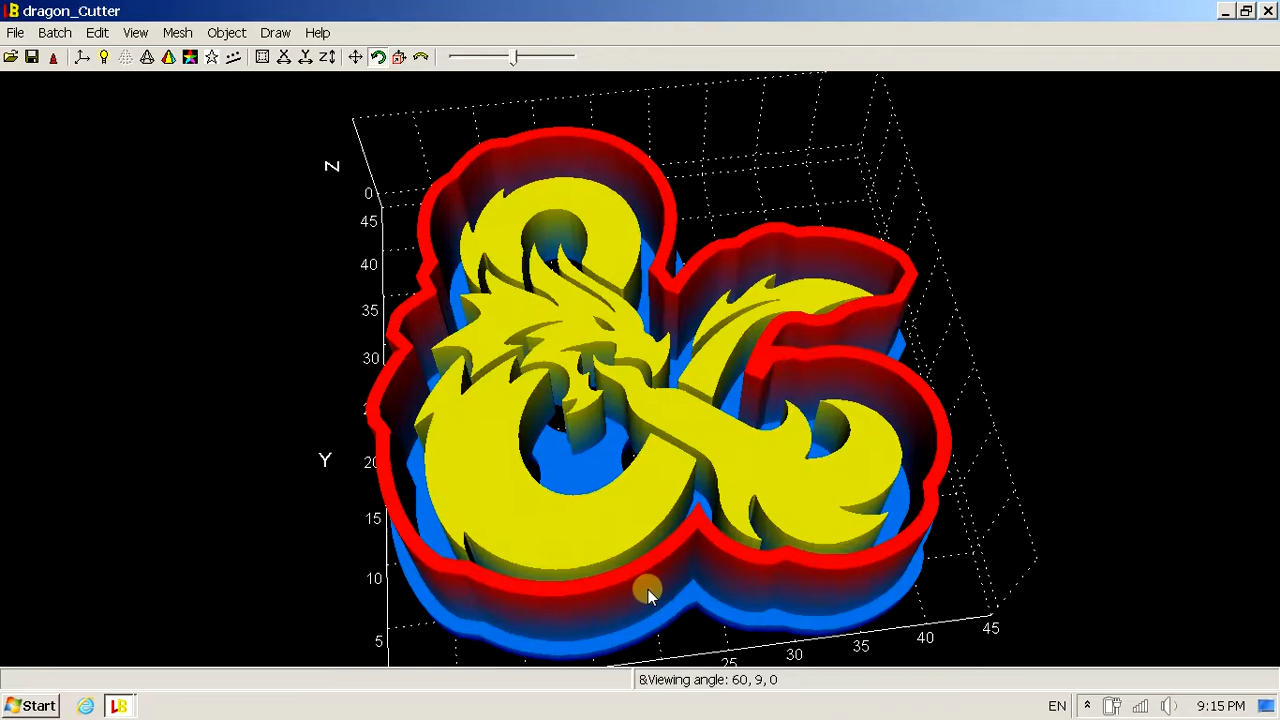 dragon_Cutter
File Batch Edit View Mesh Object Draw Help
Z
0
45
40
35
30
20
15
10
5
Y
25
30
35
40
45
&Viewing angle: 60, 9, 0
Start
EN
9:15 PM